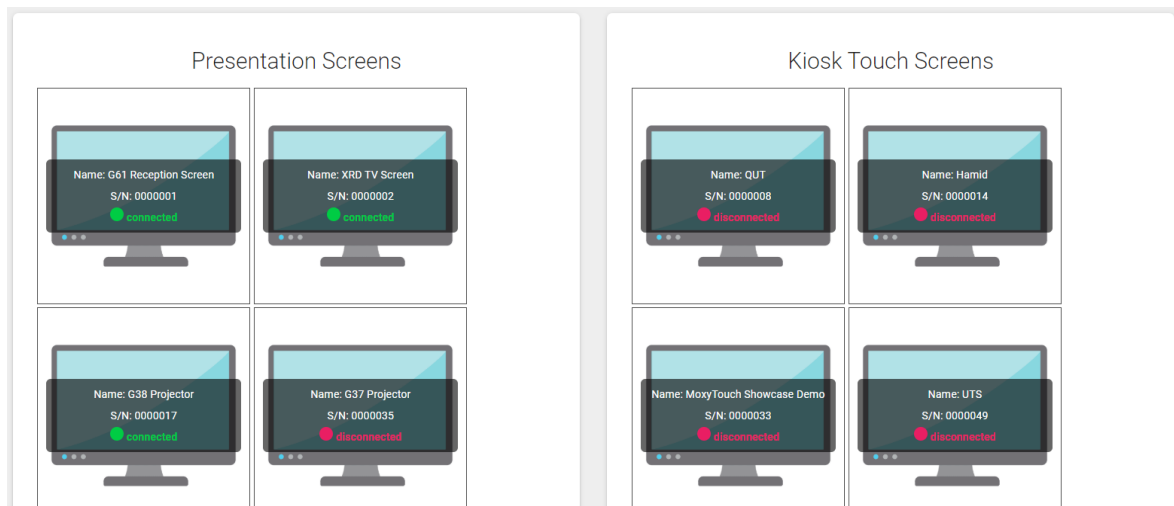 Presentation Screens
Name: G61 Reception Screen
S/N: 0000001
connected
Name: XRD TV Screen
S/N: 0000002
connected
Name: G38 Projector
S/N: 0000017
connected
Name: G37 Projector
S/N: 0000035
disconnected
Kiosk Touch Screens
Name: QUT
S/N: 0000008
disconnected
Name: Hamid
S/N: 0000014
disconnected
Name: MoxyTouch Showcase Demo
S/N: 0000033
disconnected
Name: UTS
S/N: 0000049
disconnected